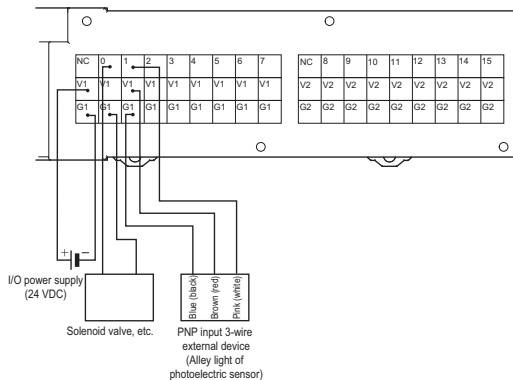 NC 0 1 2 3 4 5 6 7 NC 8 9 10 11 12 13 14 15
V1 V1 V1 V1 V1 V1 V1 V1 V1 V2 V2 V2 V2 V2 V2 V2 V2 V2
G1 G1 G1 G1 G1 G1 G1 G1 G1 G2 G2 G2 G2 G2 G2 G2 G2 G2
+ −
I/O power supply
(24 VDC)
Solenoid valve, etc.
Blue (black)
Brown (red)
Pink (white)
PNP input 3-wire
external device
(Alley light of
photoelectric sensor)